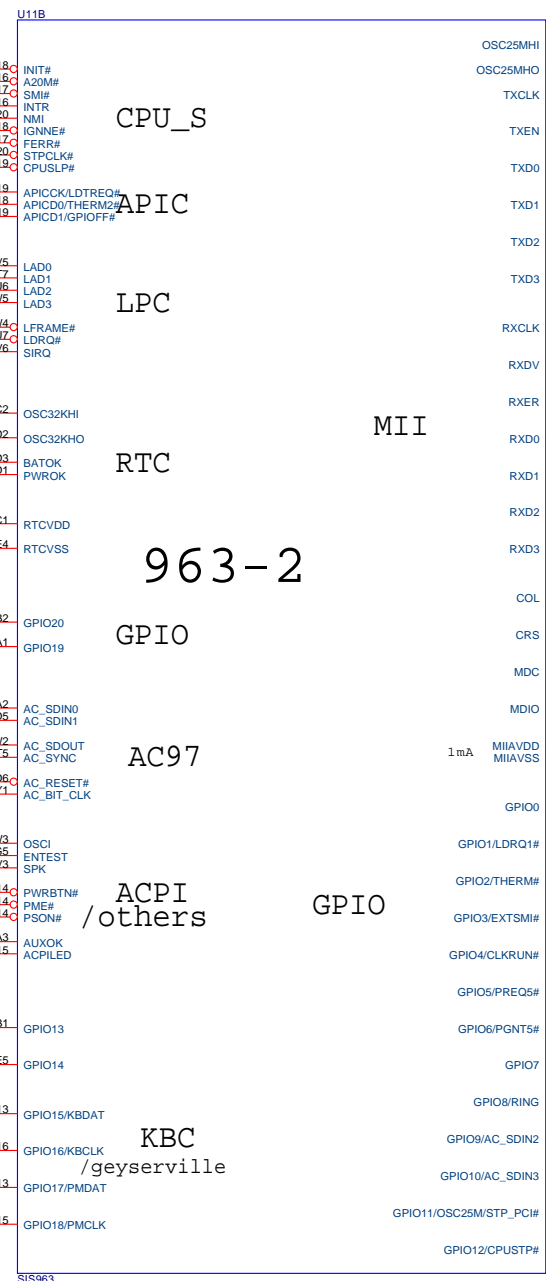 U11B
OSC25MHI
OSC25MHO
INIT#
A20M#
SMI#
INTR
NMI
IGNNE#
FERR#
STPCLK#
CPUSLP#
CPU_S
TXCLK
TXEN
TXD0
APICCK/LDTREQ#
APICD0/THERM2#
APICD1/GPIOFF#
APIC
TXD1
TXD2
TXD3
LAD0
LAD1
LAD2
LAD3
LPC
LFRAME#
LDRQ#
SIRQ
RXCLK
RXDV
RXER
OSC32KHI
OSC32KHO
MII
RXD0
BATOK
PWROK
RTC
RXD1
RXD2
RTCVDD
RTCVSS
RXD3
963-2
COL
GPIO20
GPIO19
GPIO
CRS
MDC
MDIO
AC_SDIN0
AC_SDIN1
AC_SDOUT
AC_SYNC
AC97
1mA
MIIAVDD
MIIAVSS
AC_RESET#
AC_BIT_CLK
GPIO0
OSCI
ENTEST
SPK
GPIO1/LDRQ1#
GPIO2/THERM#
PWRBTN#
PME#
PSON#
ACPI
/others
GPIO
GPIO3/EXTSMI#
AUXOK
ACPILED
GPIO4/CLKRUN#
GPIO5/PREQ5#
GPIO13
GPIO6/PGNT5#
GPIO14
GPIO7
GPIO8/RING
GPIO15/KBDAT
GPIO16/KBCLK
KBC
/geyserville
GPIO9/AC_SDIN2
GPIO17/PMDAT
GPIO10/AC_SDIN3
GPIO18/PMCLK
GPIO11/OSC25M/STP_PCI#
GPIO12/CPUSTP#
SIS963